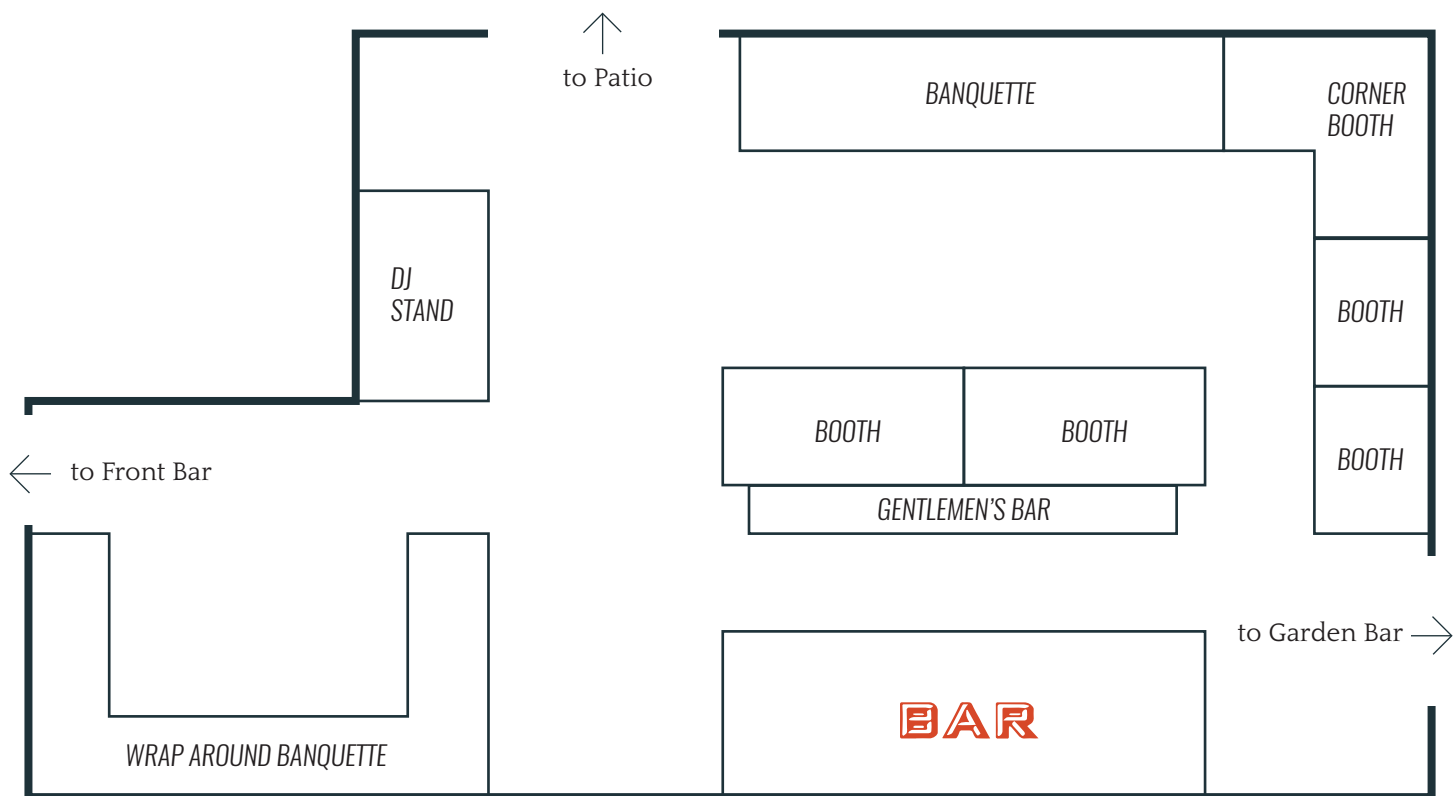 to Patio
BANQUETTE
CORNER
BOOTH
DJ
STAND
BOOTH
BOOTH
BOOTH
BOOTH
to Front Bar
GENTLEMEN'S BAR
to Garden Bar
BAR
WRAP AROUND BANQUETTE